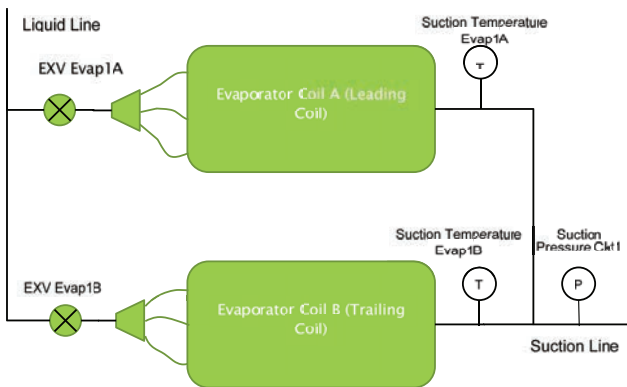 Liquid Line
Suction Temperature
Evap1A
EXV Evap1A
T
Evaporator Coil A (Leading
Coil)
Suction Temperature
Evap1B
Suction
Pressure Ckt1
EXV Evap1B
T
P
Evaporator Coil B (Trailing
Coil)
Suction Line